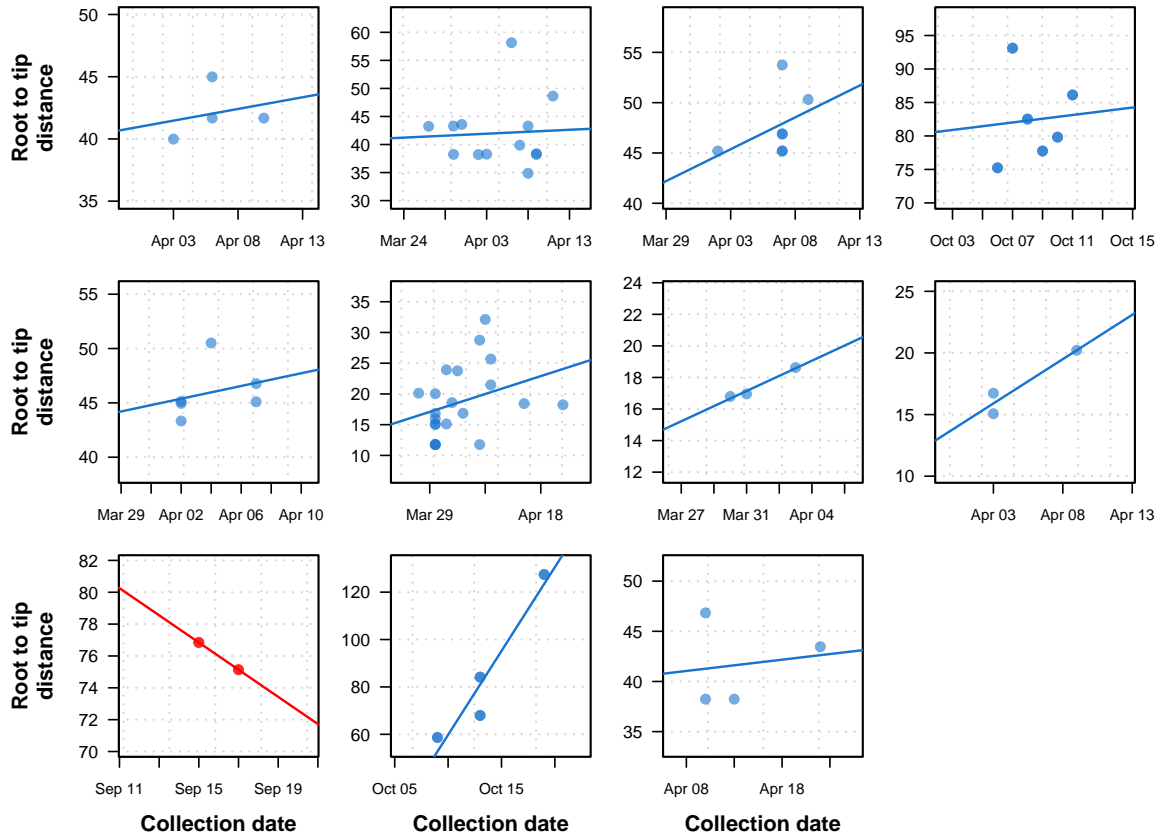 Root to tip
distance
50
45
40
35
Apr 03 Apr 08 Apr 13
60
55
50
45
40
35
30
Mar 24 Apr 03 Apr 13
55
50
45
40
Mar 29 Apr 03 Apr 08 Apr 13
95
90
85
80
75
70
Oct 03 Oct 07 Oct 11 Oct 15
Root to tip
distance
55
50
45
40
Mar 29 Apr 02 Apr 06 Apr 10
35
30
25
20
15
10
Mar 29 Apr 18
24
22
20
18
16
14
12
Mar 27 Mar 31 Apr 04
25
20
15
10
Apr 03 Apr 08 Apr 13
Root to tip
distance
82
80
78
76
74
72
70
Sep 11 Sep 15 Sep 19
Collection date
120
100
80
60
Oct 05 Oct 15
Collection date
50
45
40
35
Apr 08 Apr 18
Collection date